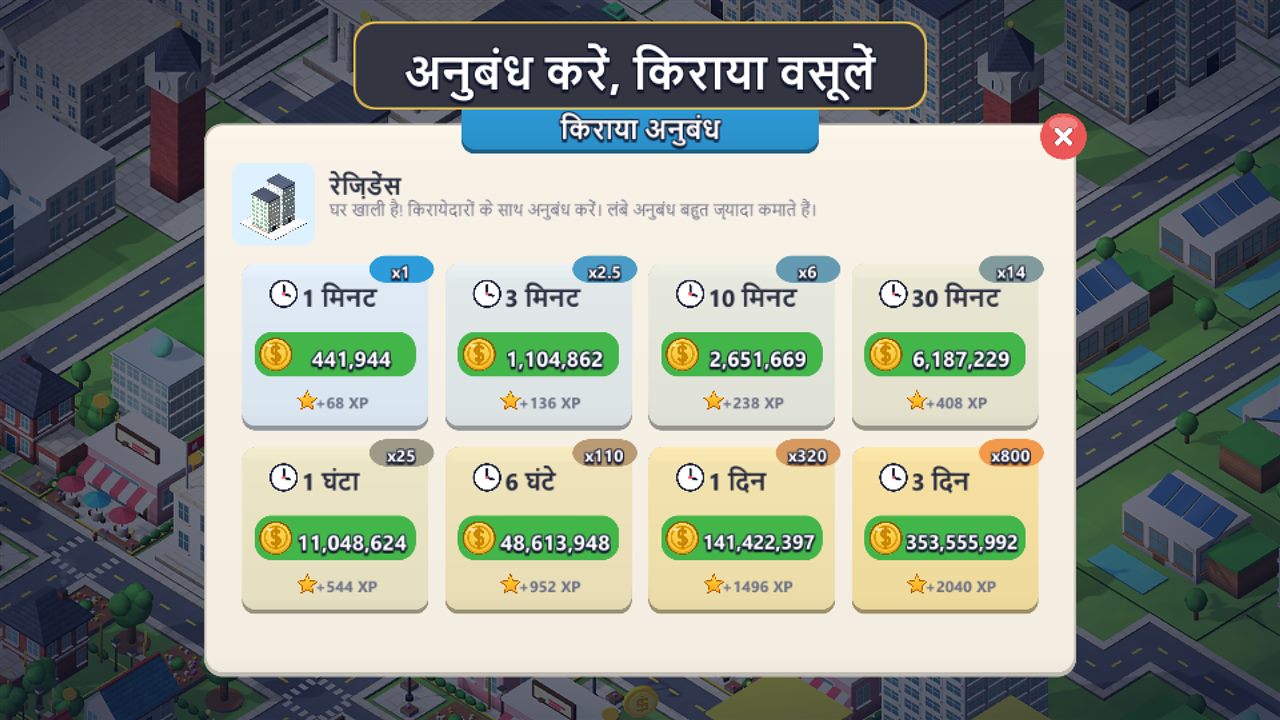 अनुबंध करें, किराया वसूलें
किराया अनुबंध
रेज़िडेंस
घर खाली है! किरायेदारों के साथ अनुबंध करें। लंबे अनुबंध बहुत ज़्यादा कमाते हैं।
x1
1 मिनट
441,944
+68 XP
x2.5
3 मिनट
1,104,862
+136 XP
x6
10 मिनट
2,651,669
+238 XP
x14
30 मिनट
6,187,229
+408 XP
x25
1 घंटा
11,048,624
+544 XP
x110
6 घंटे
48,613,948
+952 XP
x320
1 दिन
141,422,397
+1496 XP
x800
3 दिन
353,555,992
+2040 XP